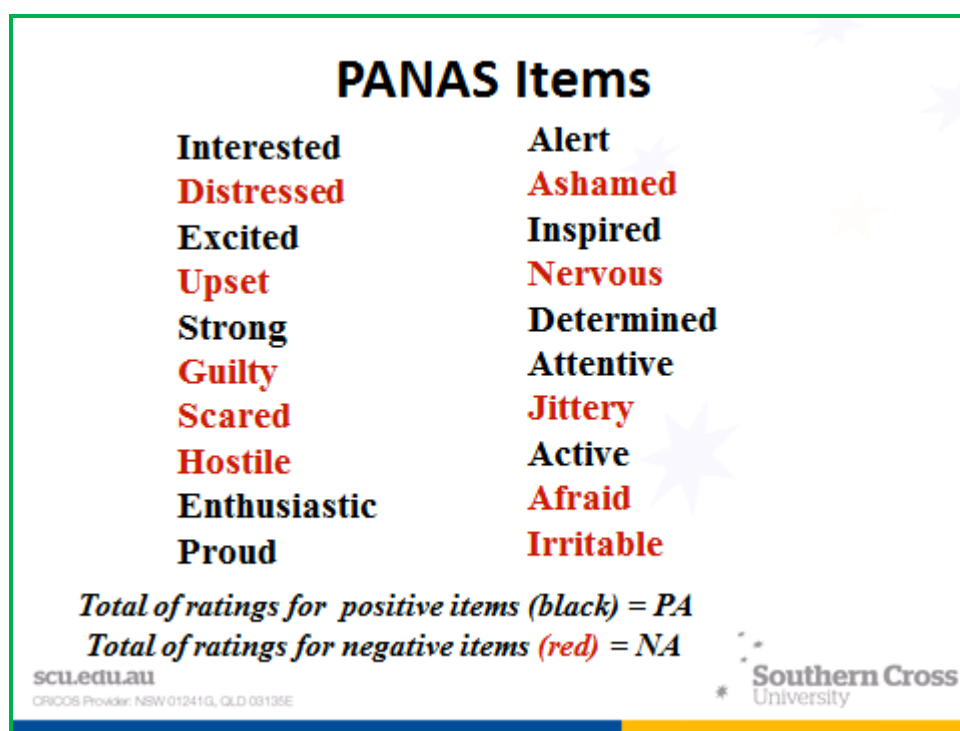 PANAS Items
Interested
Distressed
Excited
Upset
Strong
Guilty
Scared
Hostile
Enthusiastic
Proud
Alert
Ashamed
Inspired
Nervous
Determined
Attentive
Jittery
Active
Afraid
Irritable
Total of ratings for positive items (black) = PA
Total of ratings for negative items (red) = NA
scu.edu.au
CRICOS Provider: NSW 01241G, QLD 03135E
Southern Cross
University